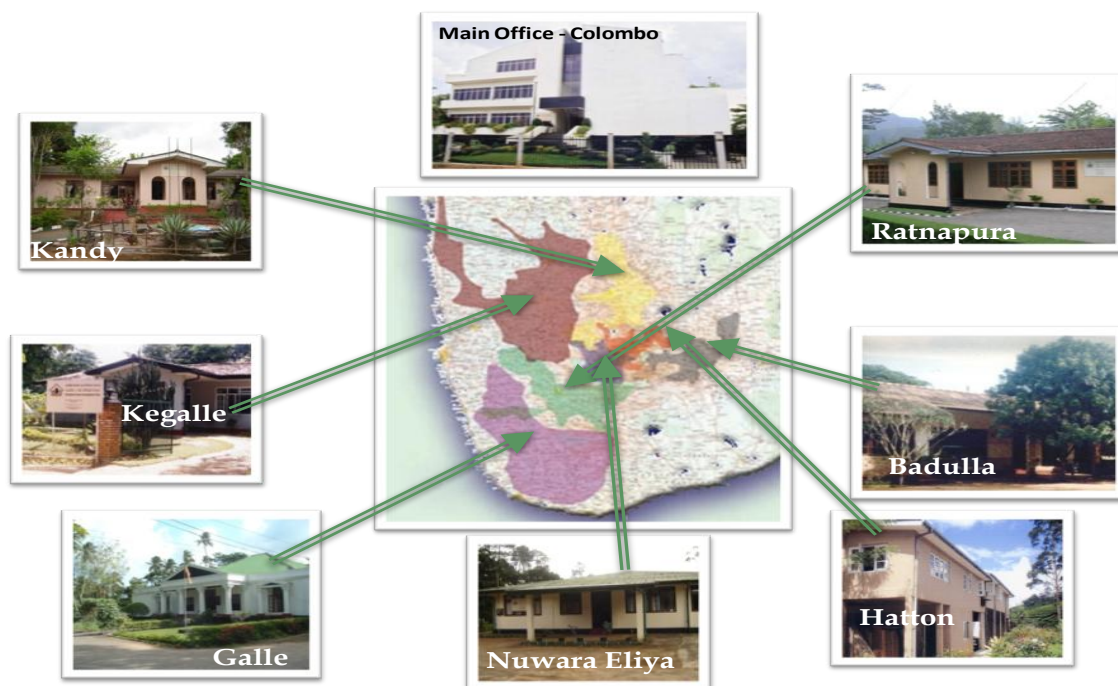 Main Office - Colombo
Kandy
Ratnapura
Kegalle
Badulla
Galle
Nuwara Eliya
Hatton